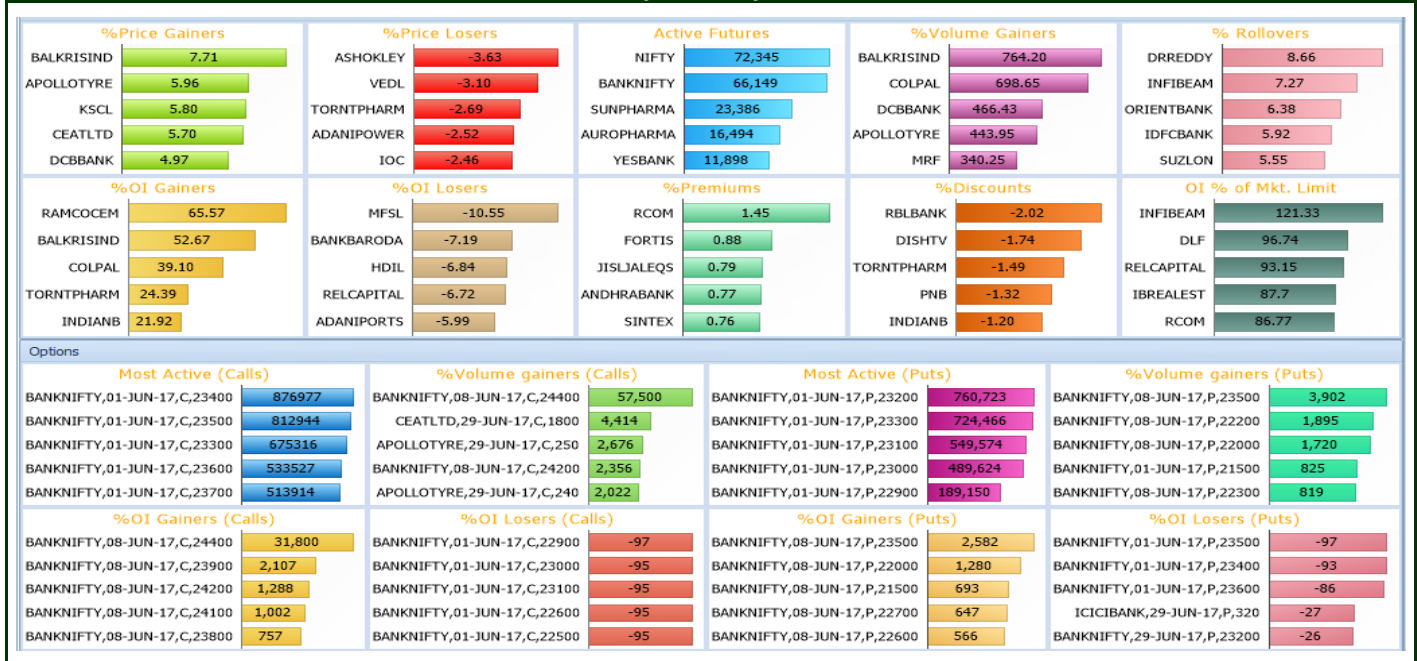 %Price Gainers
BALKRISIND 7.71
APOLLOTYRE 5.96
KSCL 5.80
CEATLTD 5.70
DCBBANK 4.97
%Price Losers
ASHOKLEY -3.63
VEDL -3.10
TORNTPHARM -2.69
ADANIPOWER -2.52
IOC -2.46
Active Futures
NIFTY 72,345
BANKNIFTY 66,149
SUNPHARMA 23,386
AUROPHARMA 16,494
YESBANK 11,898
%Volume Gainers
BALKRISIND 764.20
COLPAL 698.65
DCBBANK 466.43
APOLLOTYRE 443.95
MRF 340.25
% Rollovers
DRREDDY 8.66
INFIBEAM 7.27
ORIENTBANK 6.38
IDFCBANK 5.92
SUZLON 5.55
%OI Gainers
RAMCOCEM 65.57
BALKRISIND 52.67
COLPAL 39.10
TORNTPHARM 24.39
INDIANB 21.92
%OI Losers
MFSL -10.55
BANKBARODA -7.19
HDIL -6.84
RELCAPITAL -6.72
ADANIPORTS -5.99
%Premiums
RCOM 1.45
FORTIS 0.88
JISLJALEQS 0.79
ANDHRABANK 0.77
SINTEX 0.76
%Discounts
RBLBANK -2.02
DISHTV -1.74
TORNTPHARM -1.49
PNB -1.32
INDIANB -1.20
OI % of Mkt. Limit
INFIBEAM 121.33
DLF 96.74
RELCAPITAL 93.15
IBREALEST 87.7
RCOM 86.77
Options
Most Active (Calls)
BANKNIFTY,01-JUN-17,C,23400 876977
BANKNIFTY,01-JUN-17,C,23500 812944
BANKNIFTY,01-JUN-17,C,23300 675316
BANKNIFTY,01-JUN-17,C,23600 533527
BANKNIFTY,01-JUN-17,C,23700 513914
%Volume gainers (Calls)
BANKNIFTY,08-JUN-17,C,24400 57,500
CEATLTD,29-JUN-17,C,1800 4,414
APOLLOTYRE,29-JUN-17,C,250 2,676
BANKNIFTY,08-JUN-17,C,24200 2,356
APOLLOTYRE,29-JUN-17,C,240 2,022
Most Active (Puts)
BANKNIFTY,01-JUN-17,P,23200 760,723
BANKNIFTY,01-JUN-17,P,23300 724,466
BANKNIFTY,01-JUN-17,P,23100 549,574
BANKNIFTY,01-JUN-17,P,23000 489,624
BANKNIFTY,01-JUN-17,P,22900 189,150
%Volume gainers (Puts)
BANKNIFTY,08-JUN-17,P,23500 3,902
BANKNIFTY,08-JUN-17,P,22200 1,895
BANKNIFTY,08-JUN-17,P,22000 1,720
BANKNIFTY,08-JUN-17,P,21500 825
BANKNIFTY,08-JUN-17,P,22300 819
%OI Gainers (Calls)
BANKNIFTY,08-JUN-17,C,24400 31,800
BANKNIFTY,08-JUN-17,C,23900 2,107
BANKNIFTY,08-JUN-17,C,24200 1,288
BANKNIFTY,08-JUN-17,C,24100 1,002
BANKNIFTY,08-JUN-17,C,23800 757
%OI Losers (Calls)
BANKNIFTY,01-JUN-17,C,22900 -97
BANKNIFTY,01-JUN-17,C,23000 -95
BANKNIFTY,01-JUN-17,C,23100 -95
BANKNIFTY,01-JUN-17,C,22600 -95
BANKNIFTY,01-JUN-17,C,22500 -95
%OI Gainers (Puts)
BANKNIFTY,08-JUN-17,P,23500 2,582
BANKNIFTY,08-JUN-17,P,22000 1,280
BANKNIFTY,08-JUN-17,P,21500 693
BANKNIFTY,08-JUN-17,P,22700 647
BANKNIFTY,08-JUN-17,P,22600 566
%OI Losers (Puts)
BANKNIFTY,01-JUN-17,P,23500 -97
BANKNIFTY,01-JUN-17,P,23400 -93
BANKNIFTY,01-JUN-17,P,23600 -86
ICICIBANK,29-JUN-17,P,320 -27
BANKNIFTY,29-JUN-17,P,23200 -26